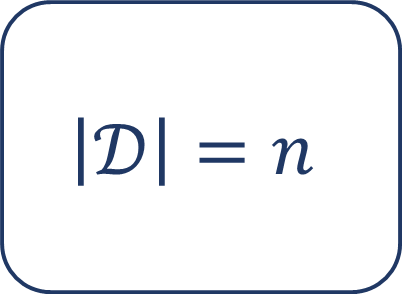 |𝒟| = n